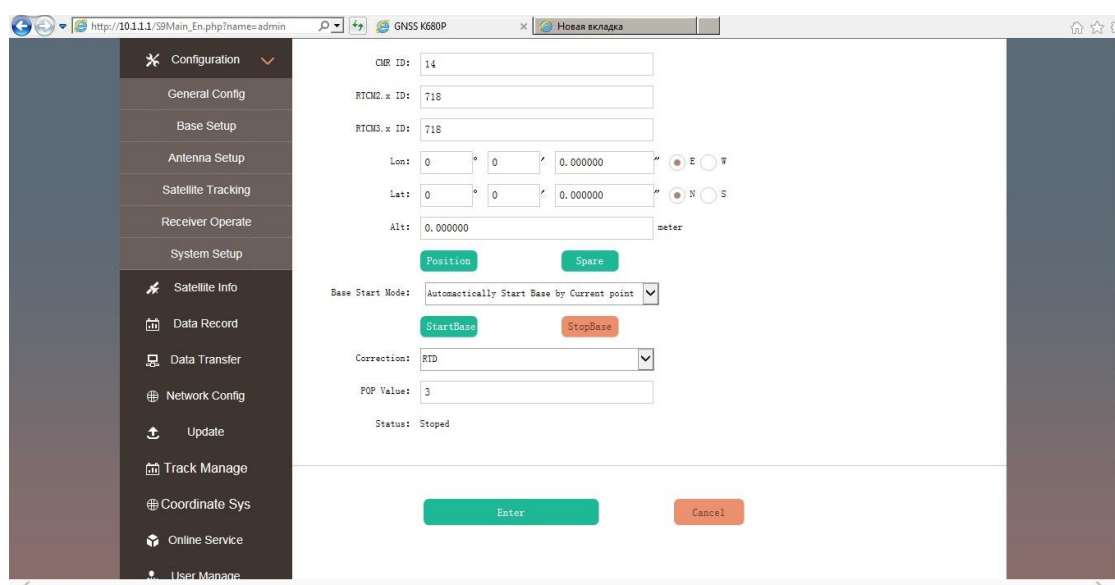 http://10.1.1.1/S9Main_En.php?name=admin
GNSS K680P
Новая вкладка
Configuration
General Config
Base Setup
Antenna Setup
Satellite Tracking
Receiver Operate
System Setup
Satellite Info
Data Record
Data Transfer
Network Config
Update
Track Manage
Coordinate Sys
Online Service
User Manage
CMR ID: 14
RTCM2.x ID: 718
RTCM3.x ID: 718
Lon: 0 ° 0 ′ 0.000000 ″ E W
Lat: 0 ° 0 ′ 0.000000 ″ N S
Alt: 0.000000 meter
Position Spare
Base Start Mode: Automactically Start Base by Current point
StartBase StopBase
Correction: RTD
POP Value: 3
Status: Stoped
Enter Cancel